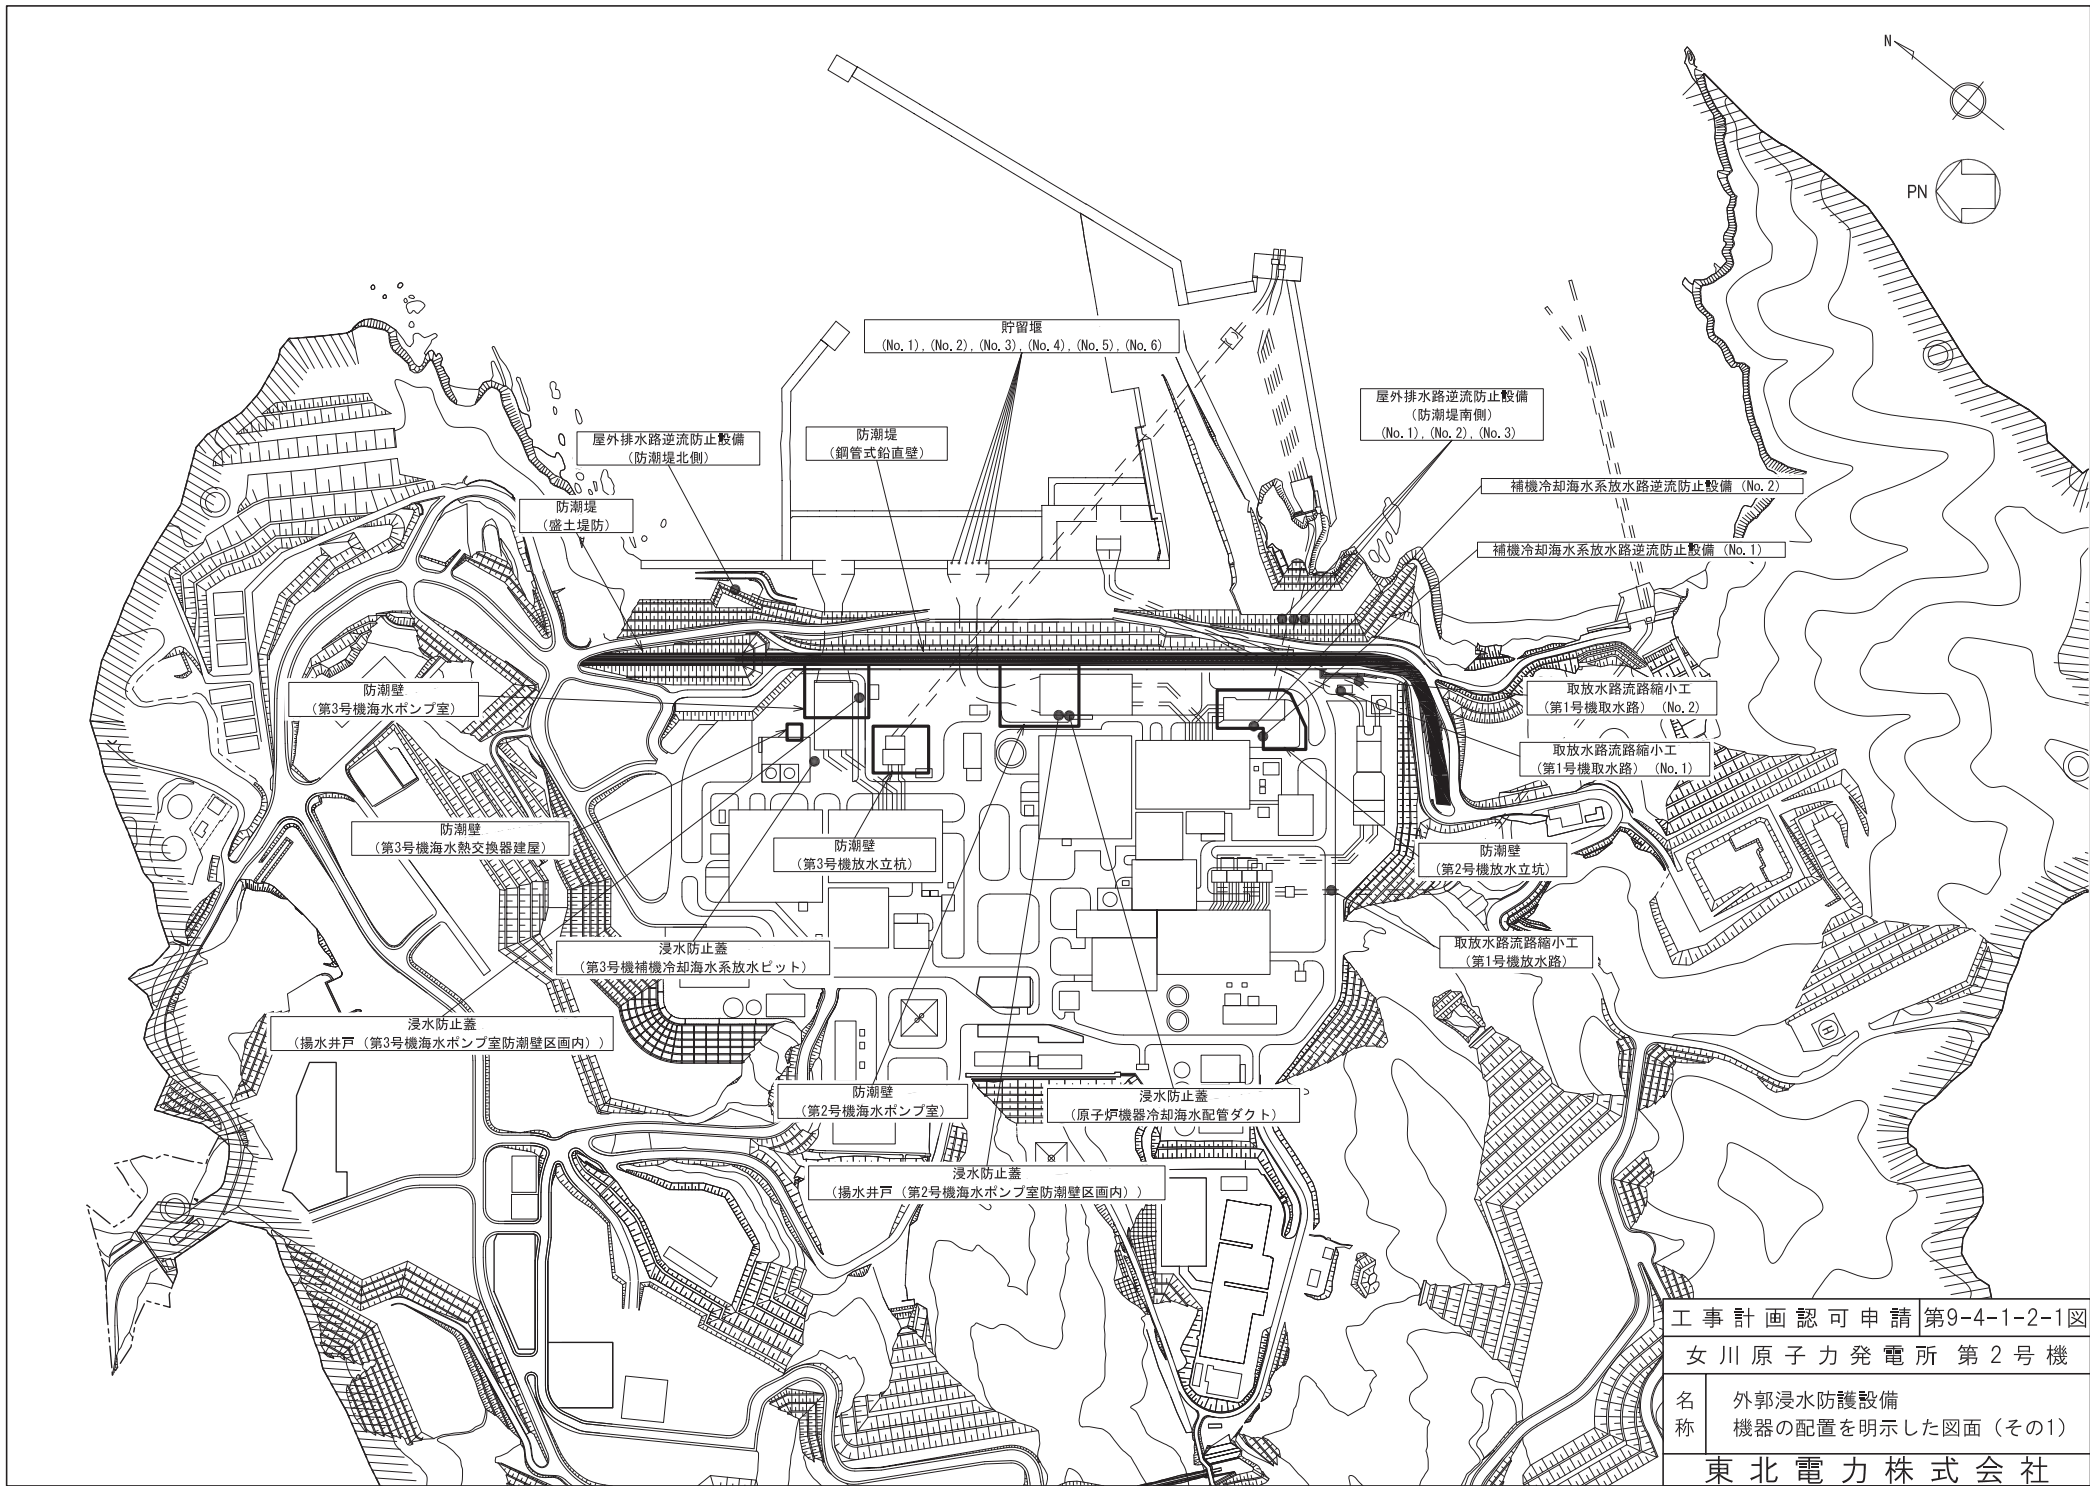 N
PN
貯留堰
(No.1),(No.2),(No.3),(No.4),(No.5),(No.6)
屋外排水路逆流防止設備
(防潮堤南側)
(No.1),(No.2),(No.3)
防潮堤
(鋼管式鉛直壁)
屋外排水路逆流防止設備
(防潮堤北側)
補機冷却海水系放水路逆流防止設備 (No.2)
防潮堤
(盛土堤防)
補機冷却海水系放水路逆流防止設備 (No.1)
防潮壁
(第3号機海水ポンプ室)
取放水路流路縮小工
(第1号機取水路) (No.2)
取放水路流路縮小工
(第1号機取水路) (No.1)
防潮壁
(第3号機海水熱交換器建屋)
防潮壁
(第3号機放水立杭)
防潮壁
(第2号機放水立坑)
浸水防止蓋
(第3号機補機冷却海水系放水ピット)
取放水路流路縮小工
(第1号機放水路)
浸水防止蓋
(揚水井戸 (第3号機海水ポンプ室防潮壁区画内))
H
防潮壁
(第2号機海水ポンプ室)
浸水防止蓋
(原子炉機器冷却海水配管ダクト)
浸水防止蓋
(揚水井戸 (第2号機海水ポンプ室防潮壁区画内))
工事計画認可申請 第9-4-1-2-1図
女川原子力発電所 第2号機
名称 外郭浸水防護設備
機器の配置を明示した図面 (その1)
東北電力株式会社